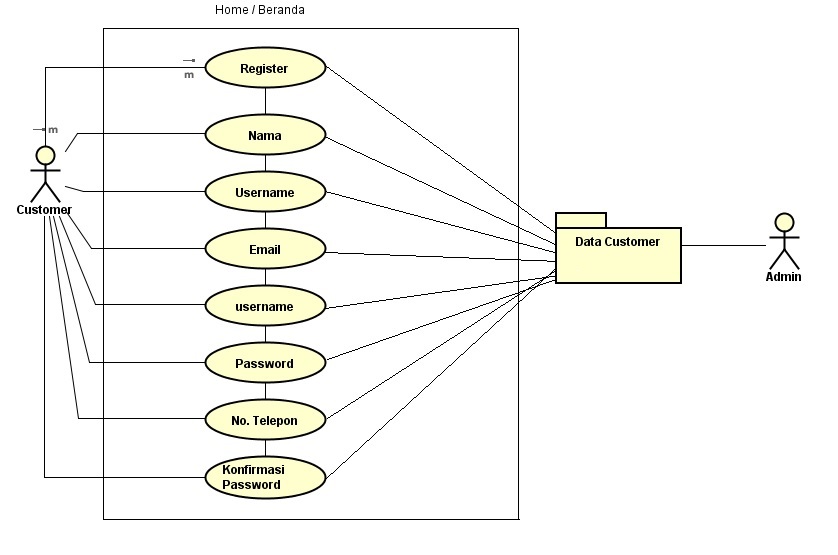 Home / Beranda
m
Register
m
Nama
Customer
Username
Email
username
Password
No. Telepon
Konfirmasi
Password
Data Customer
Admin